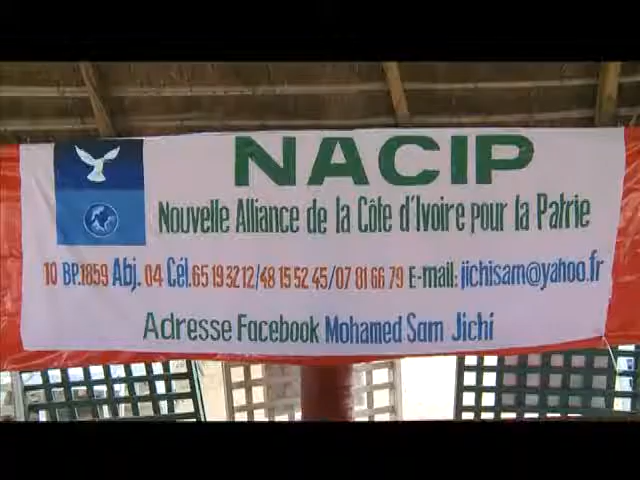 NACIP
Nouvelle Alliance de la Côte d'Ivoire pour la Patrie
10 BP.1859 Abj. 04 Cél.65 19 32 12/48 15 52 45/07 81 66 79 E-mail: jichisam@yahoo.fr
Adresse Facebook Mohamed Sam Jichi